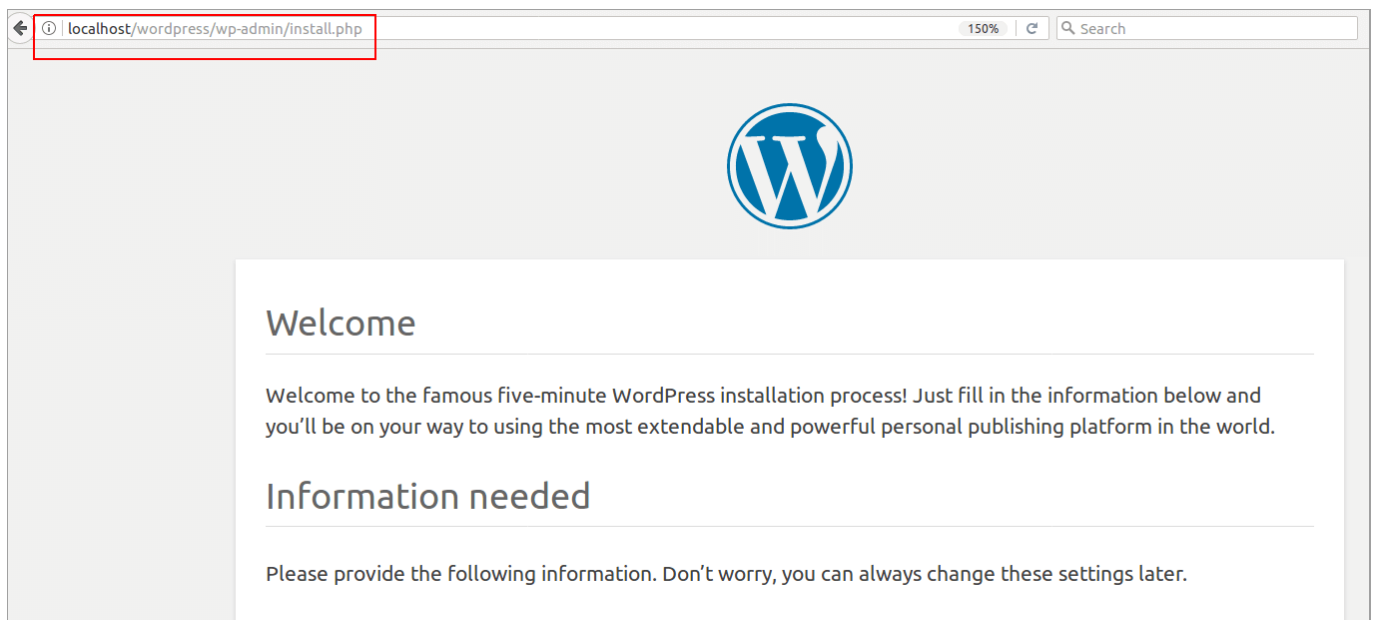 localhost/wordpress/wp-admin/install.php 150% Search
Welcome
Welcome to the famous five-minute WordPress installation process! Just fill in the information below and
you’ll be on your way to using the most extendable and powerful personal publishing platform in the world.
Information needed
Please provide the following information. Don’t worry, you can always change these settings later.